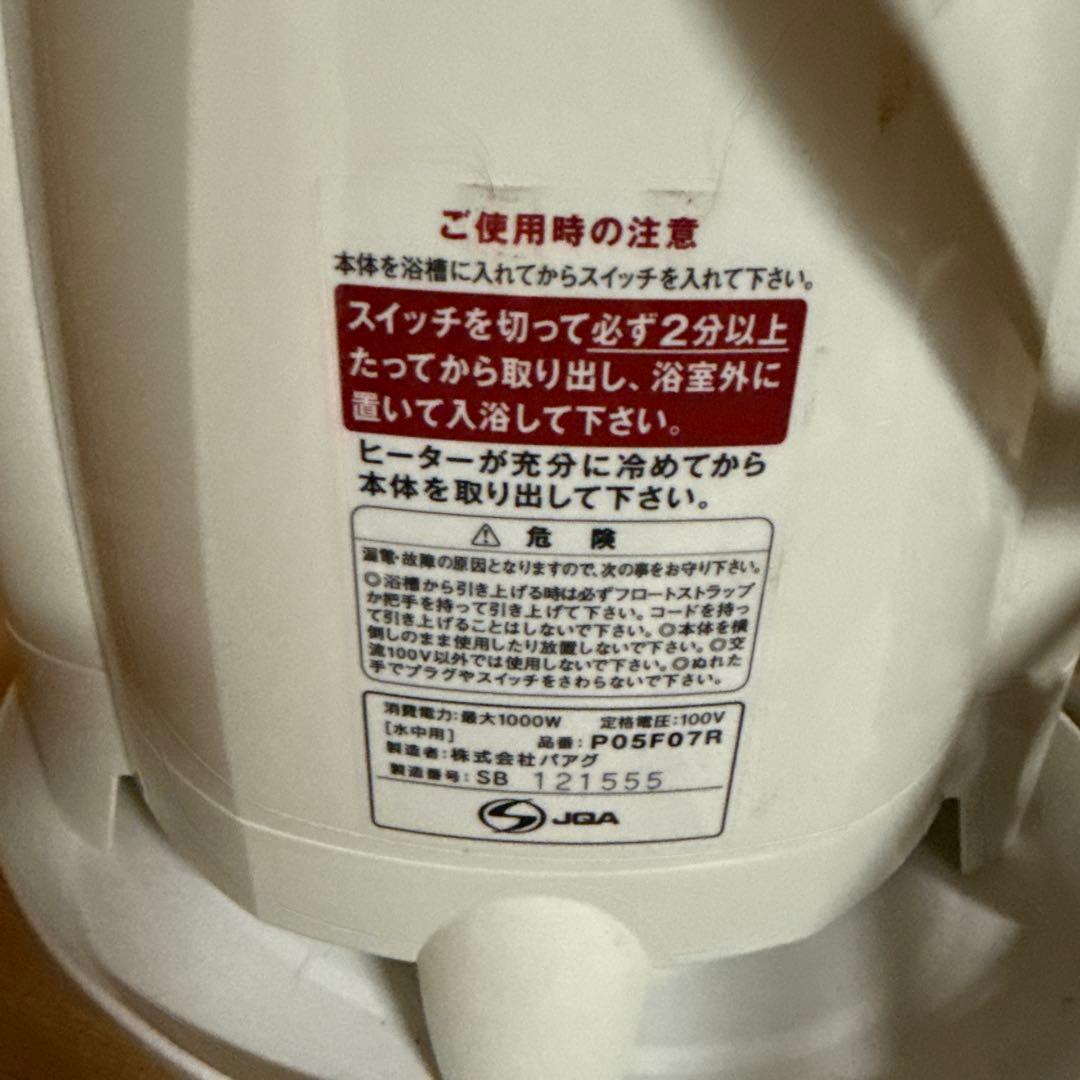 ご使用時の注意
本体を浴槽に入れてからスイッチを入れて下さい。
スイッチを切って必ず2分以上
たってから取り出し、浴室外に
置いて入浴して下さい。
ヒーターが充分に冷めてから
本体を取り出して下さい。
⚠ 危険
漏電・故障の原因となりますので、次の事をお守り下さい。
◎浴槽から引き上げる時は必ずフロートストラップ
か把手を持って引き上げて下さい。コードを持っ
て引き上げることはしないで下さい。◎本体を横
倒しのまま使用したり放置しないで下さい。◎交
流100V以外では使用しないで下さい。◎ぬれた
手でプラグやスイッチをさわらないで下さい。
消費電力:最大1000W 定格電圧:100V
[水中用] 品番:P05F07R
製造者:株式会社パアグ
製造番号:SB 121555
JQA